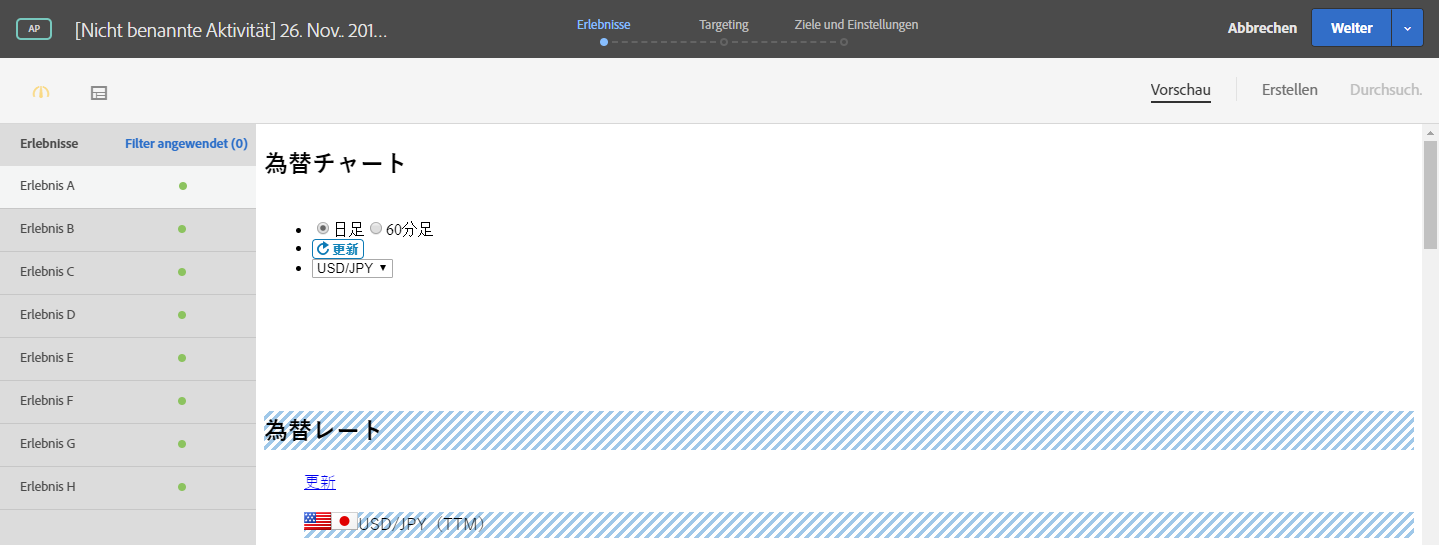 AP
[Nicht benannte Aktivität] 26. Nov.. 201...
Erlebnisse
Targeting
Ziele und Einstellungen
Abbrechen
Weiter
Vorschau
Erstellen
Durchsuch.
Erlebnisse
Filter angewendet (0)
Erlebnis A
Erlebnis B
Erlebnis C
Erlebnis D
Erlebnis E
Erlebnis F
Erlebnis G
Erlebnis H
為替チャート
日足 60分足
更新
USD/JPY
為替レート
更新
USD/JPY（TTM）